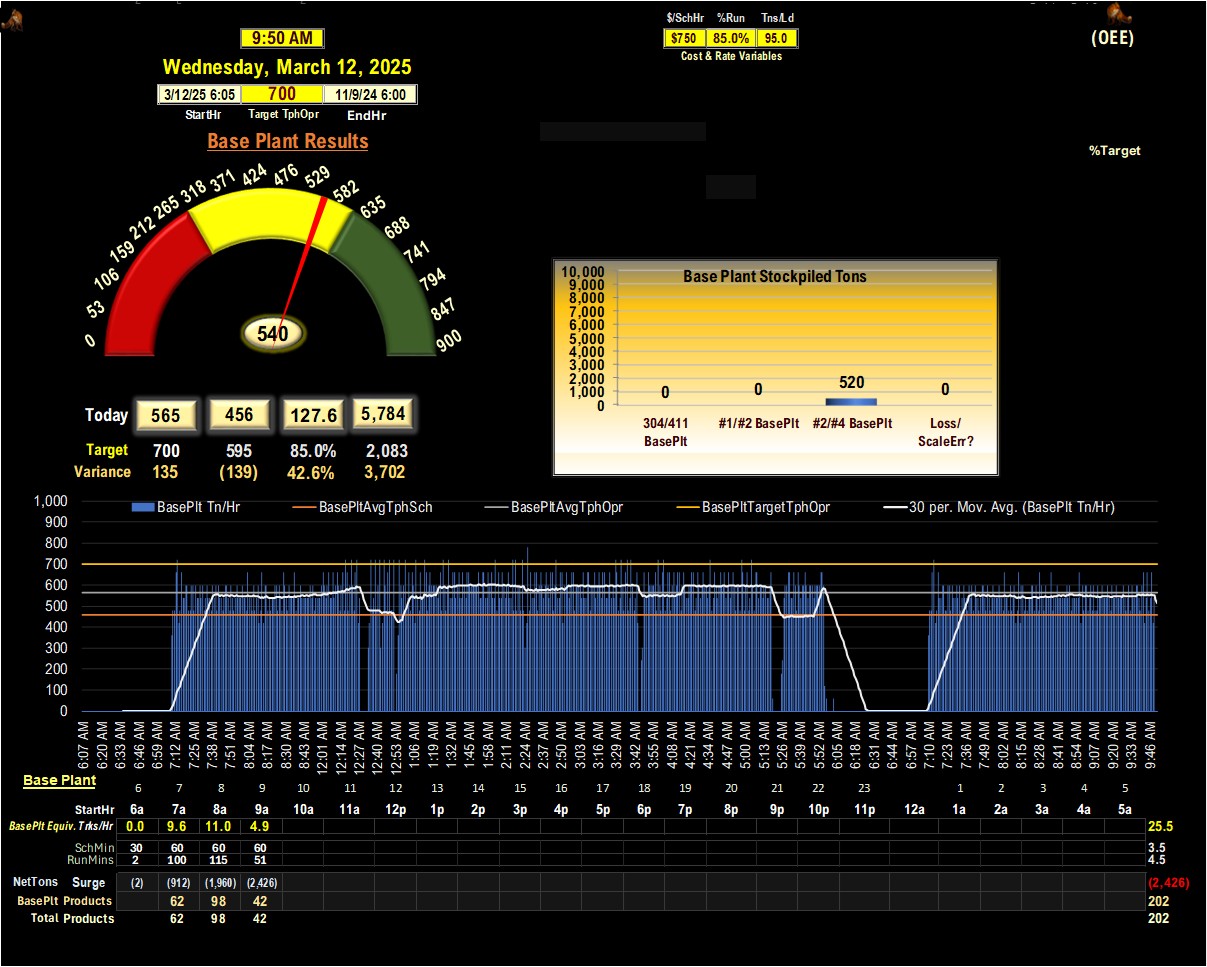 $/SchHr %Run Tns/Ld
9:50 AM
$750 85.0% 95.0
(OEE)
Cost & Rate Variables
Wednesday, March 12, 2025
3/12/25 6:05 700 11/9/24 6:00
StartHr Target TphOpr EndHr
Base Plant Results
%Target
0 53 106 159 212 265 318 371 424 476 529 582 635 688 741 794 847 900
540
Base Plant Stockpiled Tons
10,000
9,000
8,000
7,000
6,000
5,000
4,000
3,000
2,000
1,000
0
0 0 520 0
304/411 #1/#2 BasePlt #2/#4 BasePlt Loss/
BasePlt ScaleErr?
Today 565 456 127.6 5,784
Target 700 595 85.0% 2,083
Variance 135 (139) 42.6% 3,702
BasePlt Tn/Hr BasePltAvgTphSch BasePltAvgTphOpr BasePltTargetTphOpr 30 per. Mov. Avg. (BasePlt Tn/Hr)
1,000
900
800
700
600
500
400
300
200
100
0
6:07 AM 6:20 AM 6:33 AM 6:46 AM 6:59 AM 7:12 AM 7:25 AM 7:38 AM 7:51 AM 8:04 AM 8:17 AM 8:30 AM 8:43 AM 12:01 AM 12:14 AM 12:27 AM 12:40 AM 12:53 AM 1:06 AM 1:19 AM 1:32 AM 1:45 AM 1:58 AM 2:11 AM 2:24 AM 2:37 AM 2:50 AM 3:03 AM 3:16 AM 3:29 AM 3:42 AM 3:55 AM 4:08 AM 4:21 AM 4:34 AM 4:47 AM 5:00 AM 5:13 AM 5:26 AM 5:39 AM 5:52 AM 6:05 AM 6:18 AM 6:31 AM 6:44 AM 6:57 AM 7:10 AM 7:23 AM 7:36 AM 7:49 AM 8:02 AM 8:15 AM 8:28 AM 8:41 AM 8:54 AM 9:07 AM 9:20 AM 9:33 AM 9:46 AM
Base Plant
6 7 8 9 10 11 12 13 14 15 16 17 18 19 20 21 22 23 1 2 3 4 5
StartHr 6a 7a 8a 9a 10a 11a 12p 1p 2p 3p 4p 5p 6p 7p 8p 9p 10p 11p 12a 1a 2a 3a 4a 5a
BasePlt Equiv. Trks/Hr 0.0 9.6 11.0 4.9 25.5
SchMin 30 60 60 60 3.5
RunMins 2 100 115 51 4.5
NetTons Surge (2) (912) (1,960) (2,426) (2,426)
BasePlt Products 62 98 42 202
Total Products 62 98 42 202